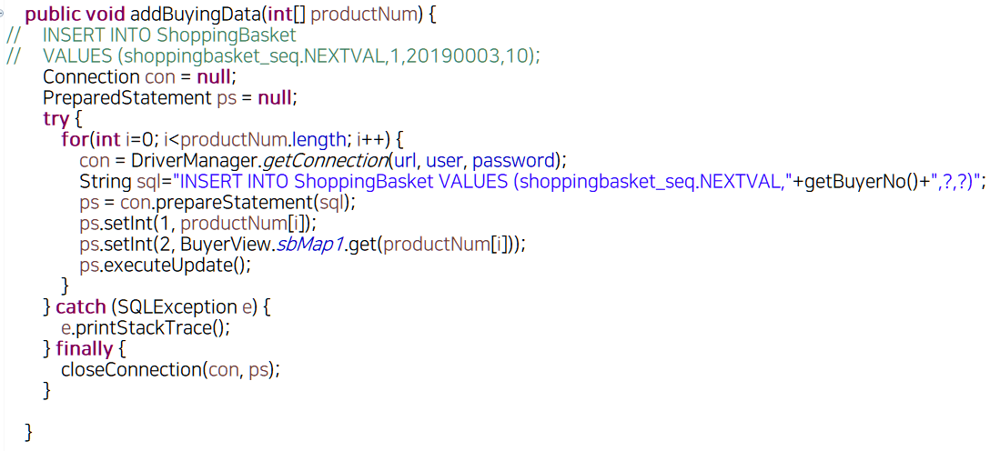 public void addBuyingData(int[] productNum) {
// INSERT INTO ShoppingBasket
// VALUES (shoppingbasket_seq.NEXTVAL,1,20190003,10);
Connection con = null;
PreparedStatement ps = null;
try {
for(int i=0; i<productNum.length; i++) {
con = DriverManager.getConnection(url, user, password);
String sql="INSERT INTO ShoppingBasket VALUES (shoppingbasket_seq.NEXTVAL,"+getBuyerNo()+",?,?)";
ps = con.prepareStatement(sql);
ps.setInt(1, productNum[i]);
ps.setInt(2, BuyerView.sbMap1.get(productNum[i]));
ps.executeUpdate();
}
} catch (SQLException e) {
e.printStackTrace();
} finally {
closeConnection(con, ps);
}
}